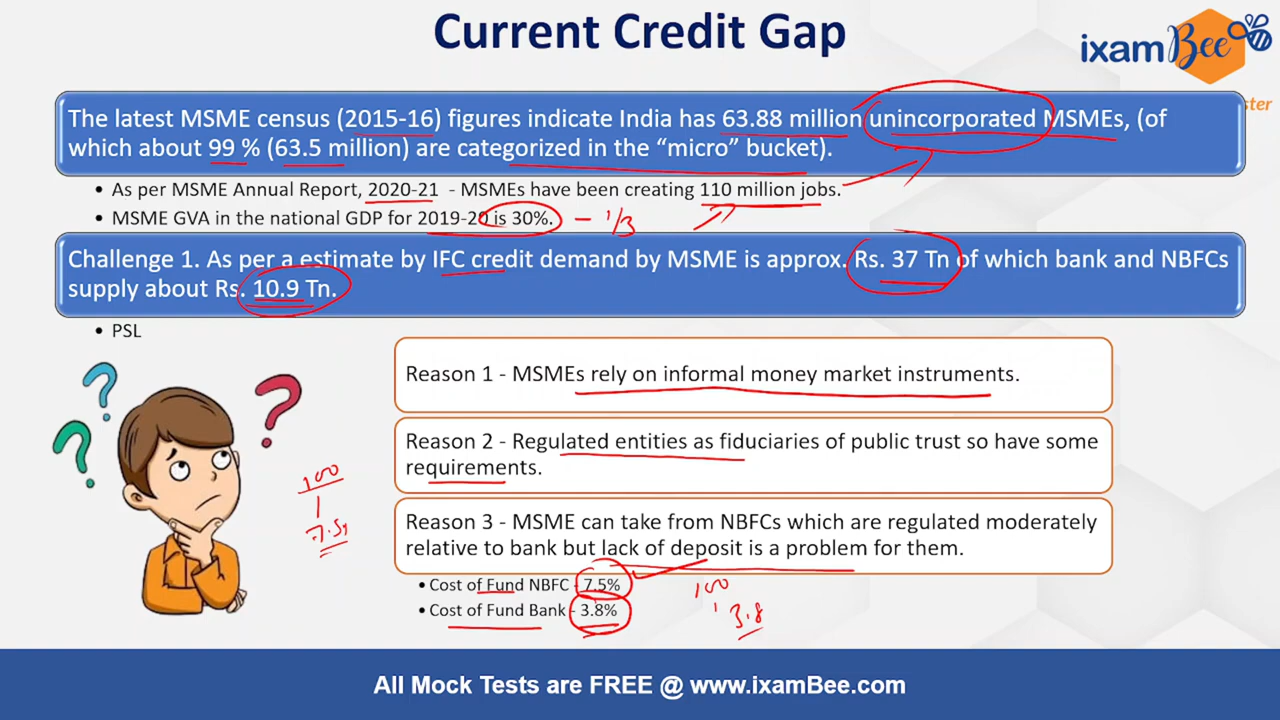 Current Credit Gap
ixamBee
ster
The latest MSME census (2015-16) figures indicate India has 63.88 million unincorporated MSMEs, (of
which about 99 % (63.5 million) are categorized in the “micro” bucket).
• As per MSME Annual Report, 2020-21 - MSMEs have been creating 110 million jobs.
• MSME GVA in the national GDP for 2019-20 is 30%. – 1/3
Challenge 1. As per a estimate by IFC credit demand by MSME is approx. Rs. 37 Tn of which bank and NBFCs
supply about Rs. 10.9 Tn.
• PSL
Reason 1 - MSMEs rely on informal money market instruments.
Reason 2 - Regulated entities as fiduciaries of public trust so have some
requirements.
100
Reason 3 - MSME can take from NBFCs which are regulated moderately
relative to bank but lack of deposit is a problem for them.
• Cost of Fund NBFC - 7.5%
100
• Cost of Fund Bank - 3.8%
3.8
All Mock Tests are FREE @ www.ixamBee.com